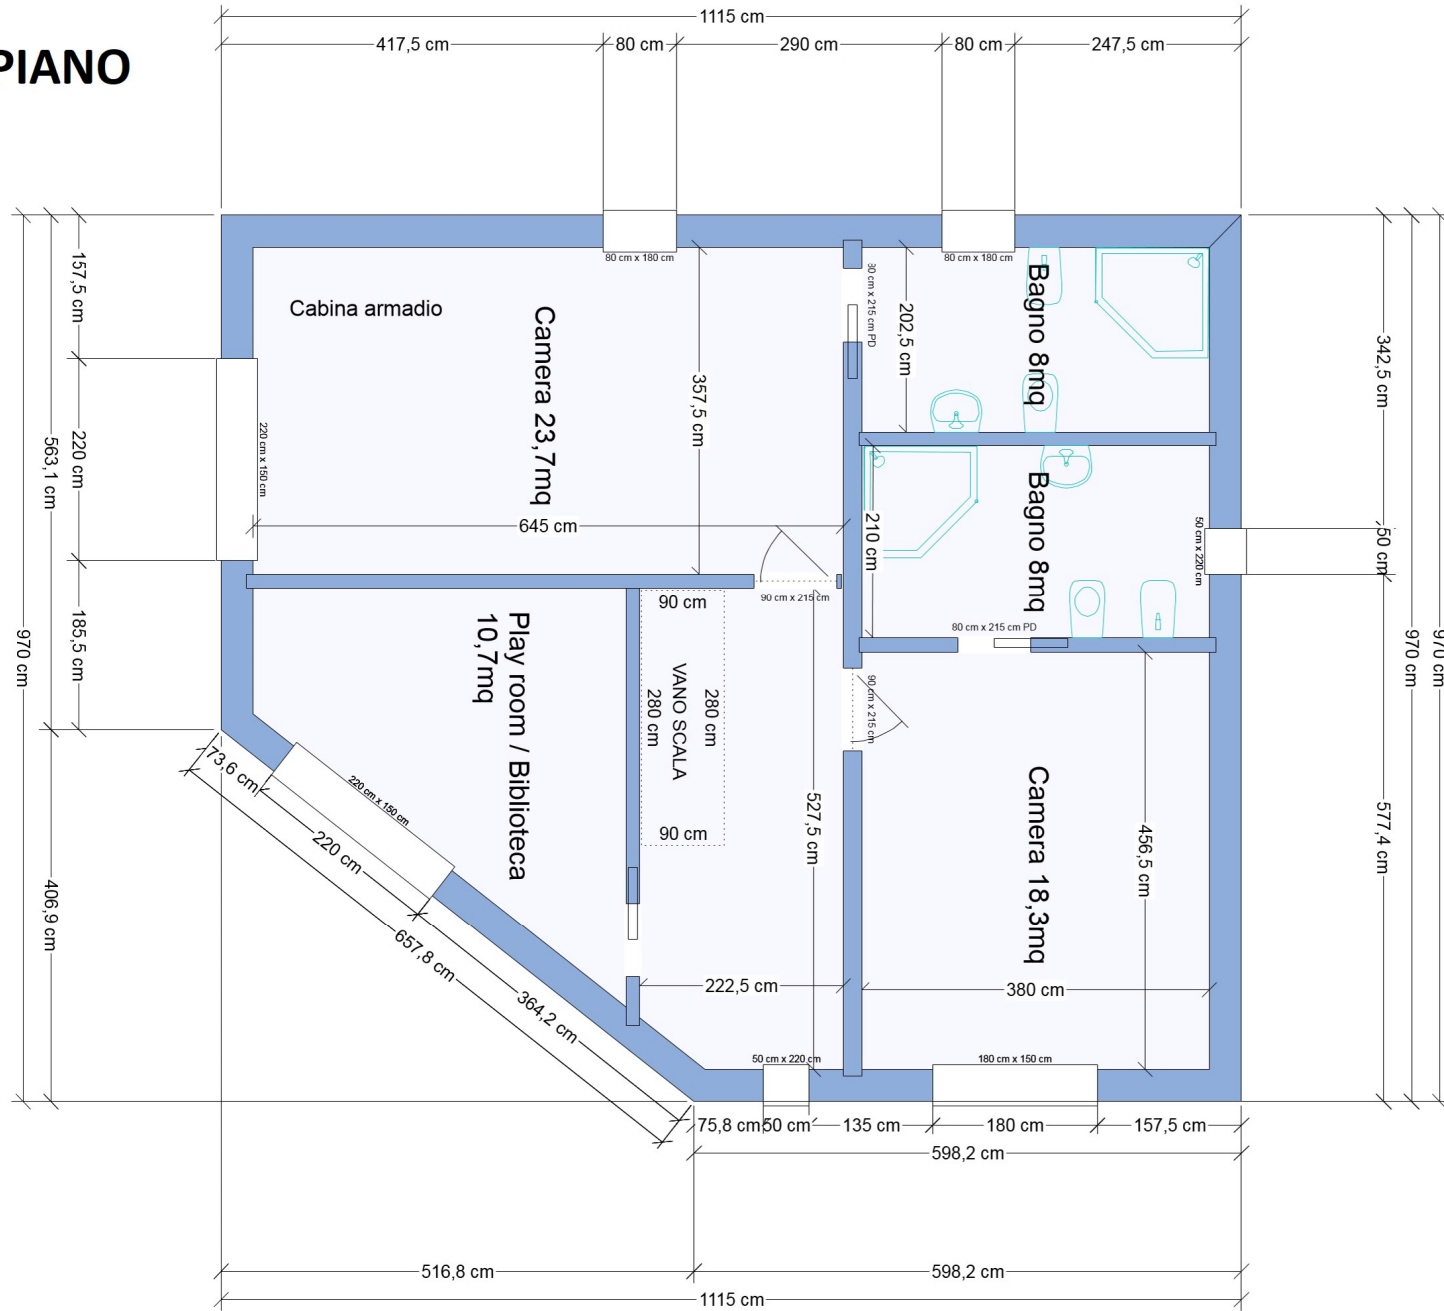 1115 cm
417,5 cm
80 cm
290 cm
80 cm
247,5 cm
PIANO
80 cm x 180 cm
80 cm x 180 cm
157,5 cm
220 cm
185,5 cm
563,1 cm
406,9 cm
970 cm
220 cm x 150 cm
Cabina armadio
Camera 23,7mq
357,5 cm
645 cm
80 cm x 215 cm PD
202,5 cm
Bagno 8mq
210 cm
Bagno 8mq
50 cm x 220 cm
80 cm x 215 cm PD
342,5 cm
50 cm
577,4 cm
970 cm
970 cm
90 cm x 215 cm
90 cm
VANO SCALA
280 cm
280 cm
90 cm
Play room / Biblioteca
10,7mq
527,5 cm
90 cm x 215 cm
Camera 18,3mq
456,5 cm
222,5 cm
380 cm
220 cm x 150 cm
73,6 cm
220 cm
657,8 cm
364,2 cm
50 cm x 220 cm
180 cm x 150 cm
75,8 cm
50 cm
135 cm
180 cm
157,5 cm
598,2 cm
516,8 cm
598,2 cm
1115 cm